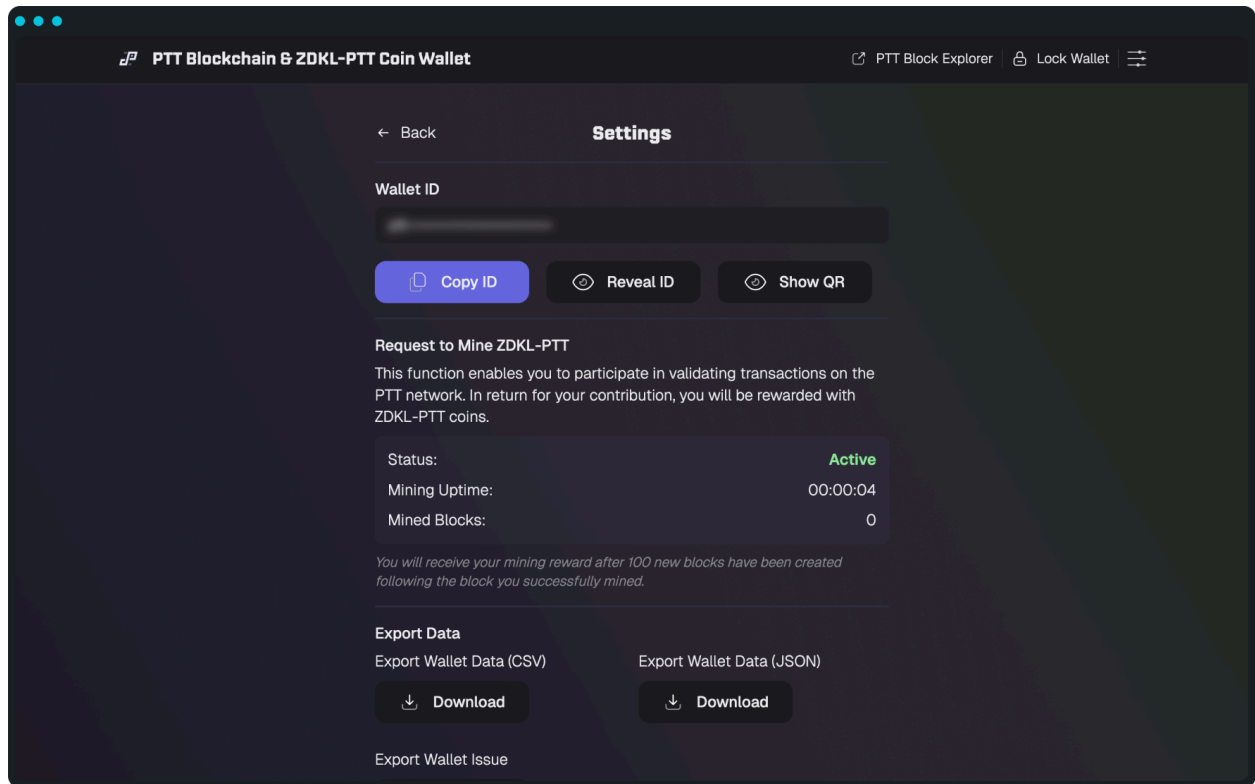 PTT Blockchain & ZDKL-PTT Coin Wallet
PTT Block Explorer
Lock Wallet
Back
Settings
Wallet ID
Copy ID
Reveal ID
Show QR
Request to Mine ZDKL-PTT
This function enables you to participate in validating transactions on the
PTT network. In return for your contribution, you will be rewarded with
ZDKL-PTT coins.
Status: Active
Mining Uptime: 00:00:04
Mined Blocks: 0
You will receive your mining reward after 100 new blocks have been created
following the block you successfully mined.
Export Data
Export Wallet Data (CSV)
Export Wallet Data (JSON)
Download
Download
Export Wallet Issue